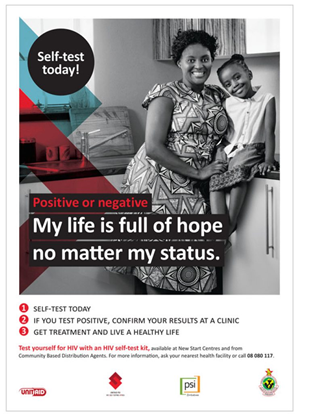 Self-test
today!
Positive or negative
My life is full of hope
no matter my status.
1 SELF-TEST TODAY
2 IF YOU TEST POSITIVE, CONFIRM YOUR RESULTS AT A CLINIC
3 GET TREATMENT AND LIVE A HEALTHY LIFE
Test yourself for HIV with an HIV self-test kit, available at New Start Centres and from
Community Based Distribution Agents. For more information, ask your nearest health facility or call 08 080 117.
psi